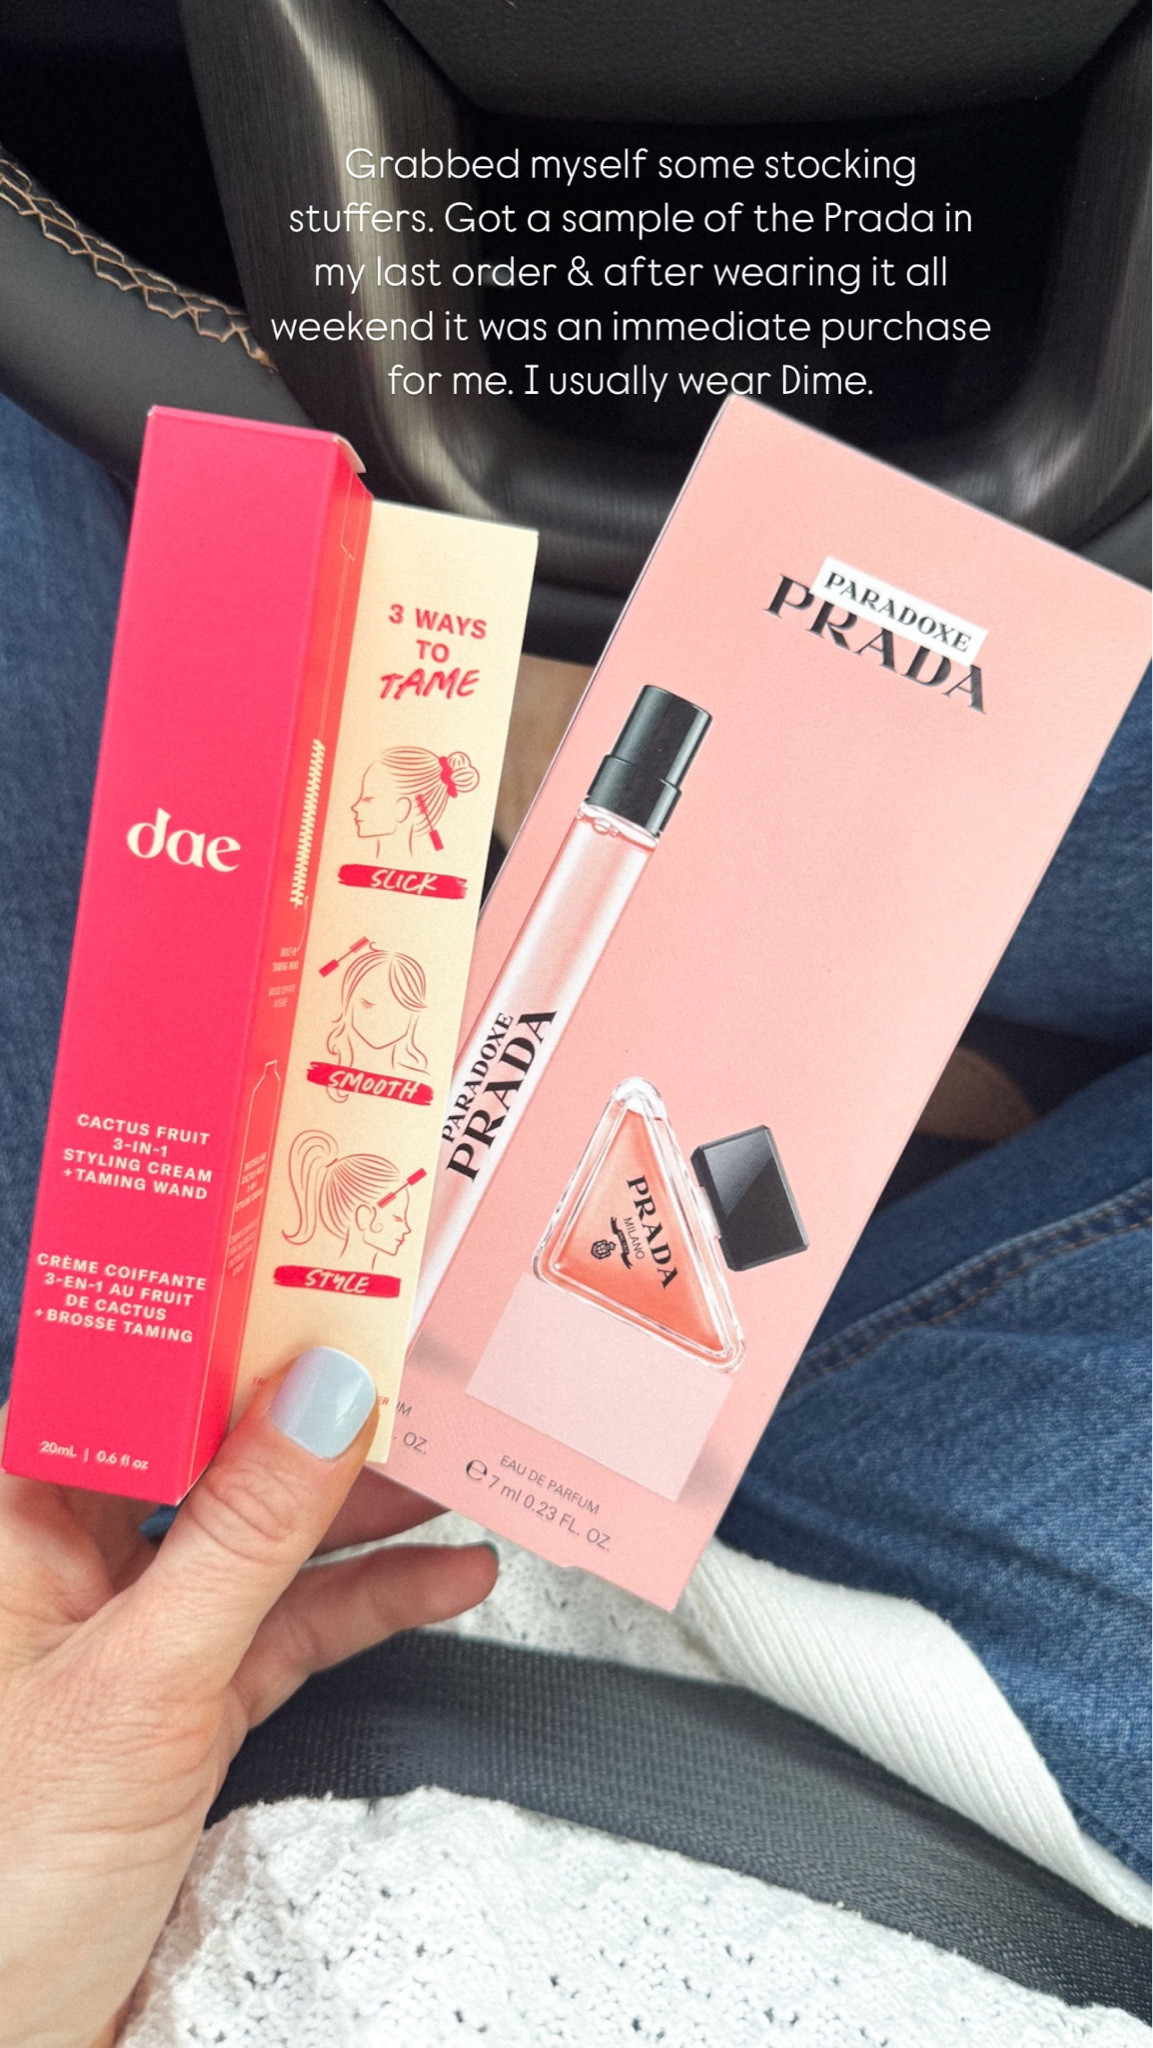 Grabbed myself some stocking
stuffers. Got a sample of the Prada in
my last order & after wearing it all
weekend it was an immediate purchase
for me. I usually wear Dime.
dae
CACTUS FRUIT
3-IN-1
STYLING CREAM
+TAMING WAND
CRÈME COIFFANTE
3-EN-1 AU FRUIT
DE CACTUS
+BROSSE TAMING
20mL | 0.6 fl oz
3 WAYS
TO
TAME
SLICK
SMOOTH
STYLE
PARADOXE
PRADA
PARADOXE
PRADA
PRADA
MILANO
OZ.
EAU DE PARFUM
e 7 ml 0.23 FL. OZ.